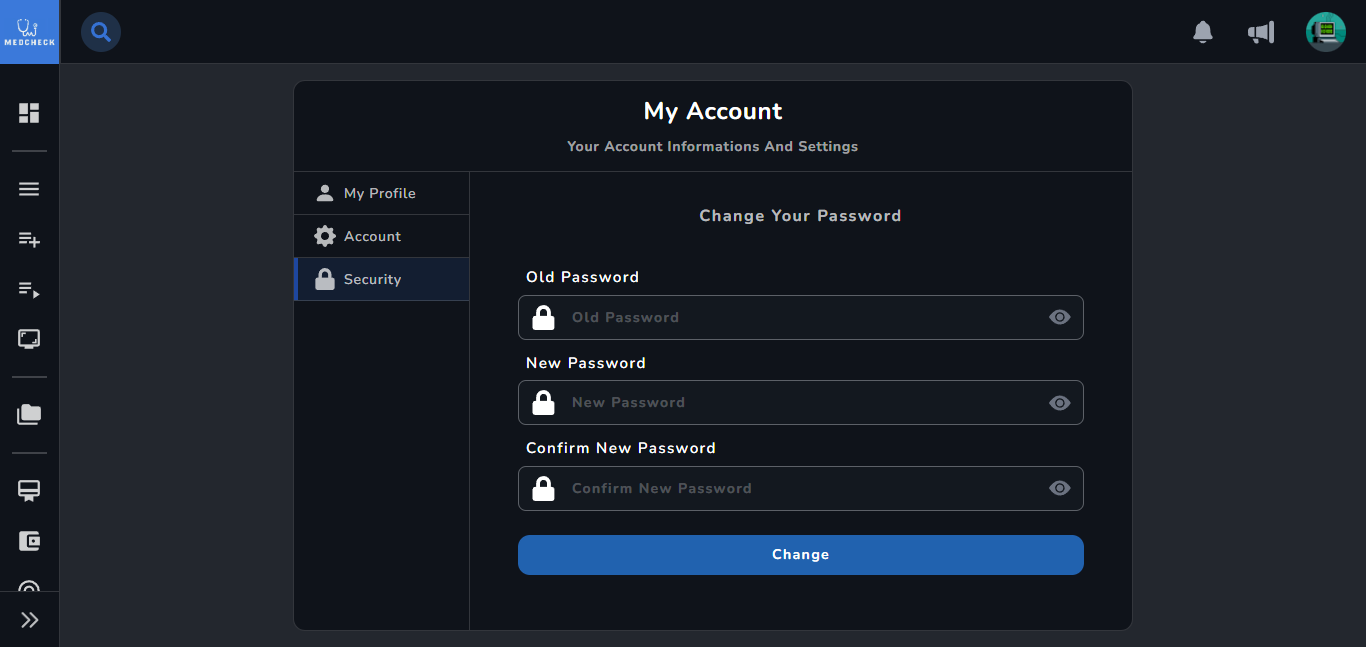 MEDCHECK
My Account
Your Account Informations And Settings
My Profile
Account
Security
Change Your Password
Old Password
Old Password
New Password
New Password
Confirm New Password
Confirm New Password
Change